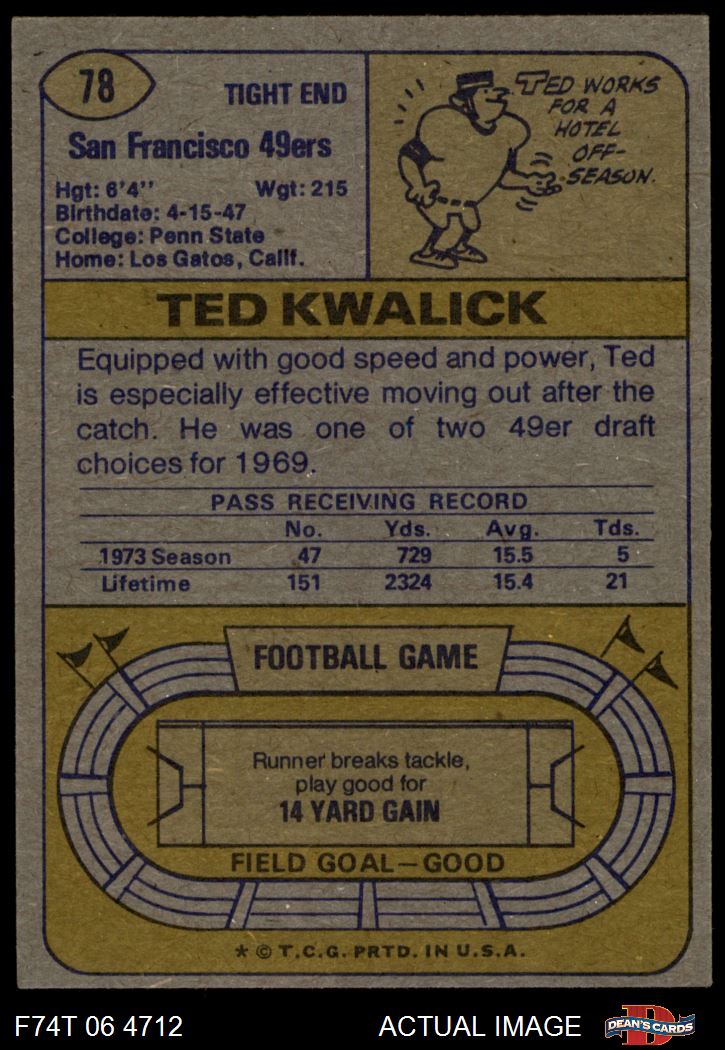 78
TIGHT END
San Francisco 49ers
Hgt: 6'4" Wgt: 215
Birthdate: 4-15-47
College: Penn State
Home: Los Gatos, Calif.
TED WORKS
FOR A
HOTEL
OFF-
SEASON.
TED KWALICK
Equipped with good speed and power, Ted
is especially effective moving out after the
catch. He was one of two 49er draft
choices for 1969.
PASS RECEIVING RECORD
No. Yds. Avg. Tds.
1973 Season 47 729 15.5 5
Lifetime 151 2324 15.4 21
FOOTBALL GAME
Runner breaks tackle,
play good for
14 YARD GAIN
FIELD GOAL—GOOD
* © T.C.G. PRTD. IN U.S.A.
F74T 06 4712 ACTUAL IMAGE
D
DEAN'S CARDS